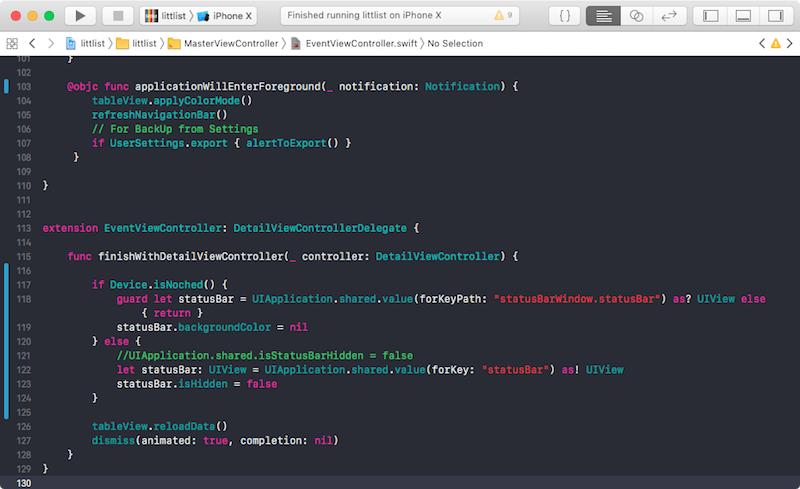 littlist iPhone X
Finished running littlist on iPhone X
9
{ }
littlist littlist MasterViewController EventViewController.swift No Selection
101 }
102
103 @objc func applicationWillEnterForeground(_ notification: Notification) {
104 tableView.applyColorMode()
105 refreshNavigationBar()
106 // For BackUp from Settings
107 if UserSettings.export { alertToExport() }
108 }
109
110 }
111
112
113 extension EventViewController: DetailViewControllerDelegate {
114
115 func finishWithDetailViewController(_ controller: DetailViewController) {
116
117 if Device.isNoched() {
118 guard let statusBar = UIApplication.shared.value(forKeyPath: "statusBarWindow.statusBar") as? UIView else
{ return }
119 statusBar.backgroundColor = nil
120 } else {
121 //UIApplication.shared.isStatusBarHidden = false
122 let statusBar: UIView = UIApplication.shared.value(forKey: "statusBar") as! UIView
123 statusBar.isHidden = false
124 }
125
126 tableView.reloadData()
127 dismiss(animated: true, completion: nil)
128 }
129 }
130